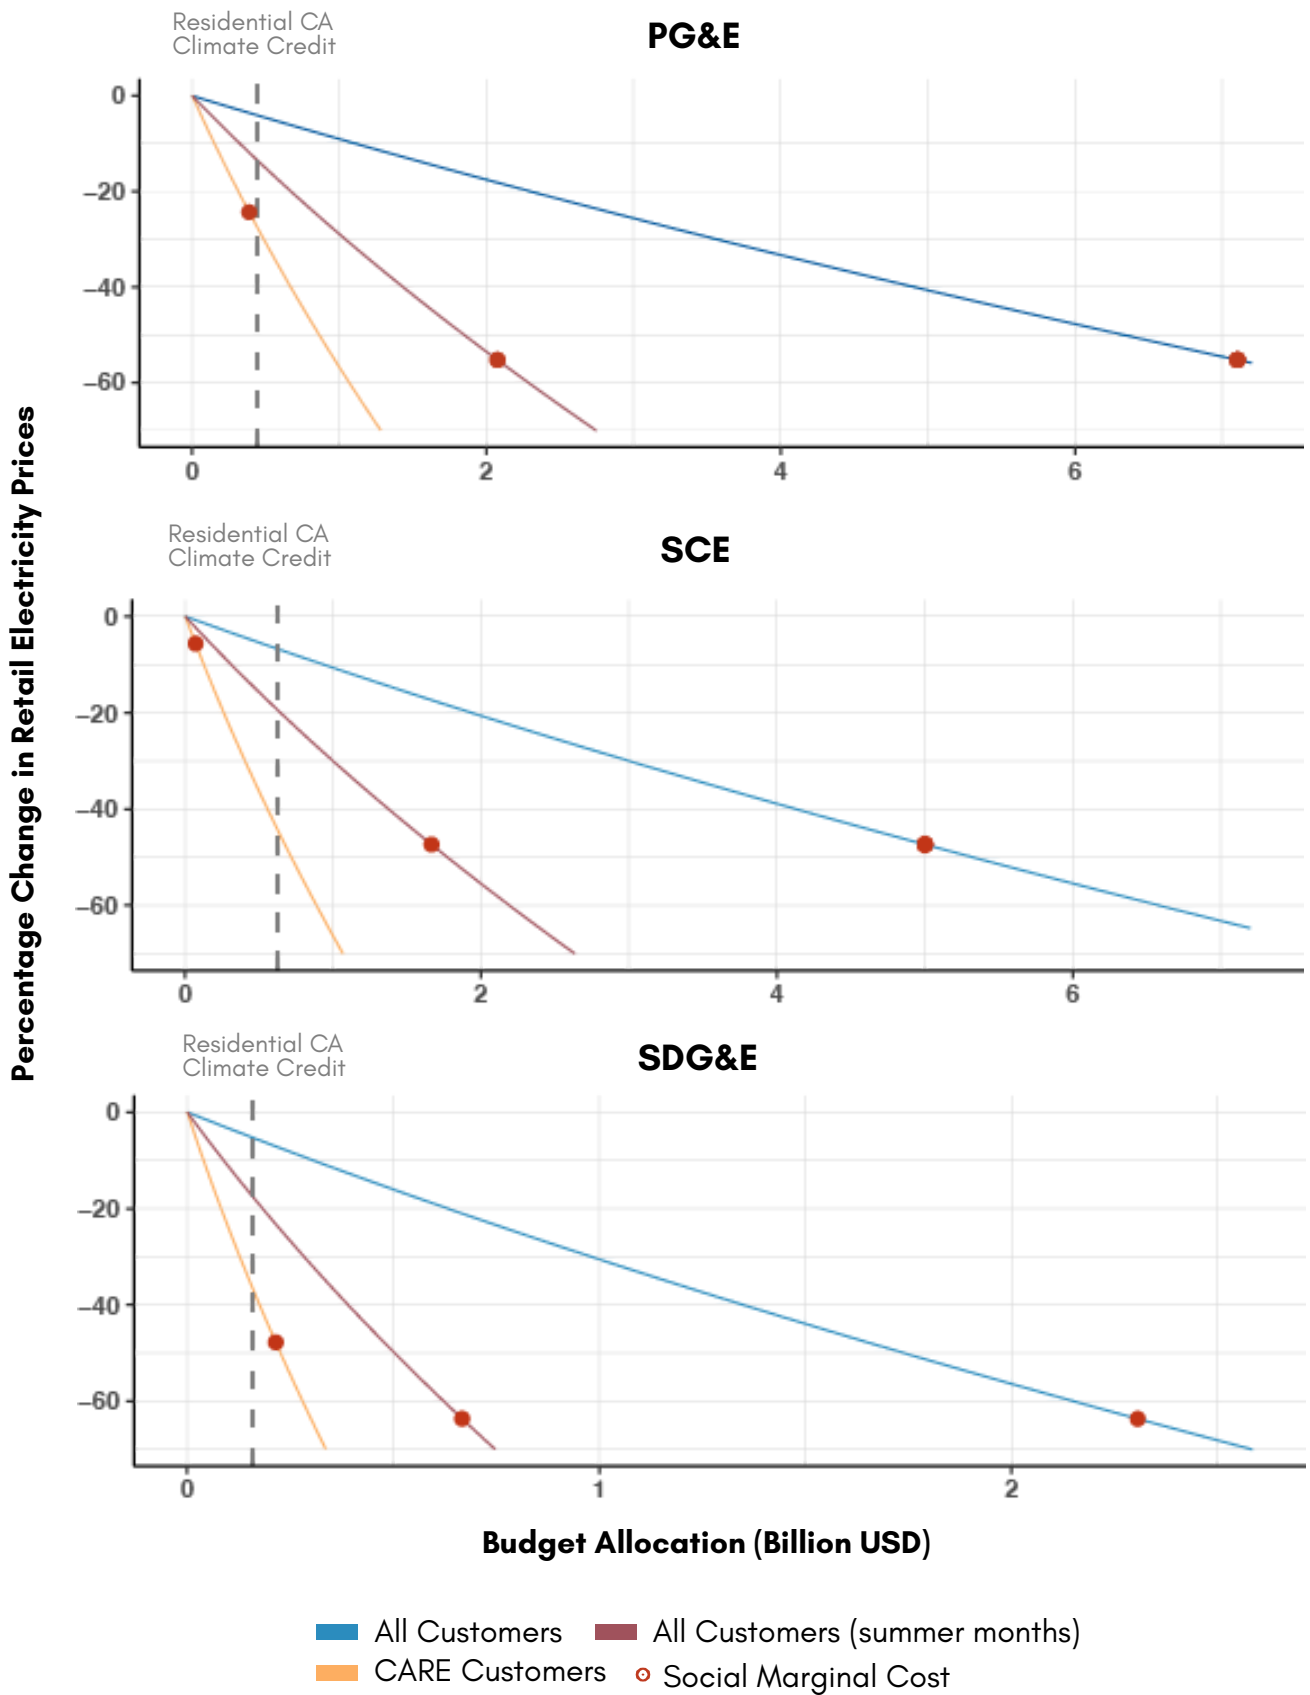 Residential CA
Climate Credit
PG&E
0
−20
−40
−60
0 2 4 6
Residential CA
Climate Credit
SCE
0
−20
−40
−60
0 2 4 6
Residential CA
Climate Credit
SDG&E
0
−20
−40
−60
0 1 2
Percentage Change in Retail Electricity Prices
Budget Allocation (Billion USD)
All Customers All Customers (summer months)
CARE Customers Social Marginal Cost